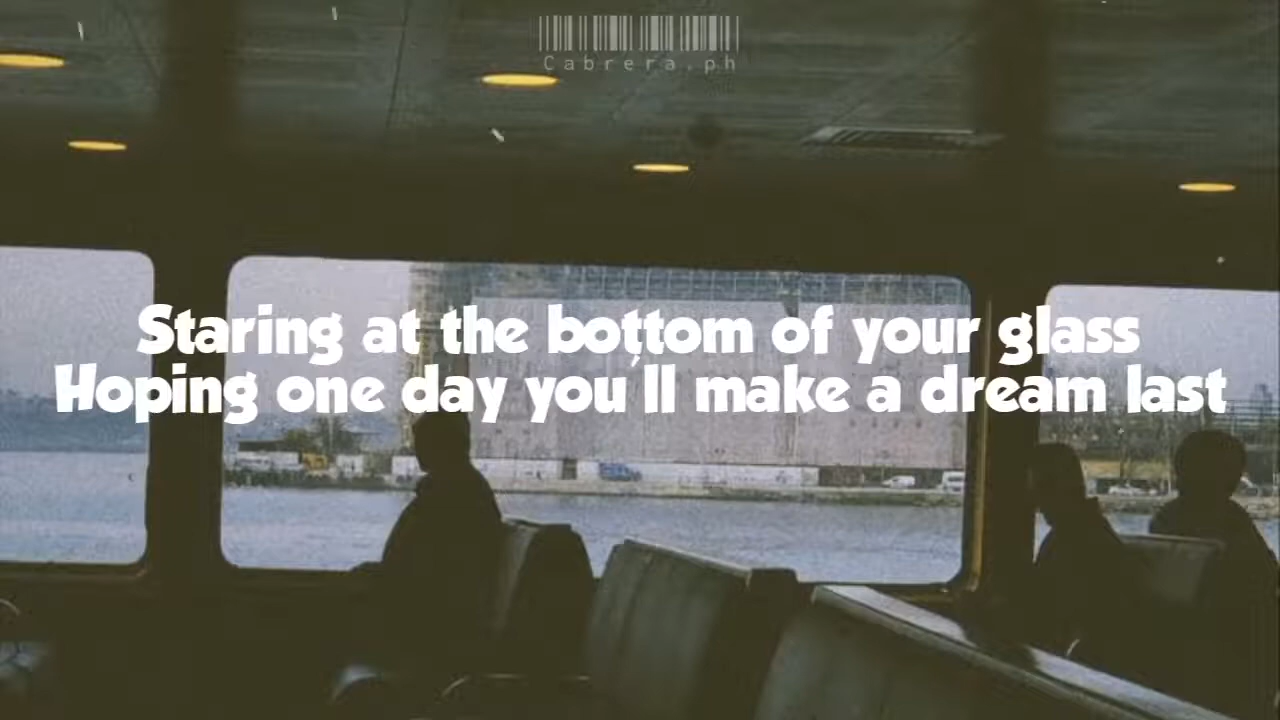 Cabrera.ph
Staring at the bottom of your glass
Hoping one day you'll make a dream last